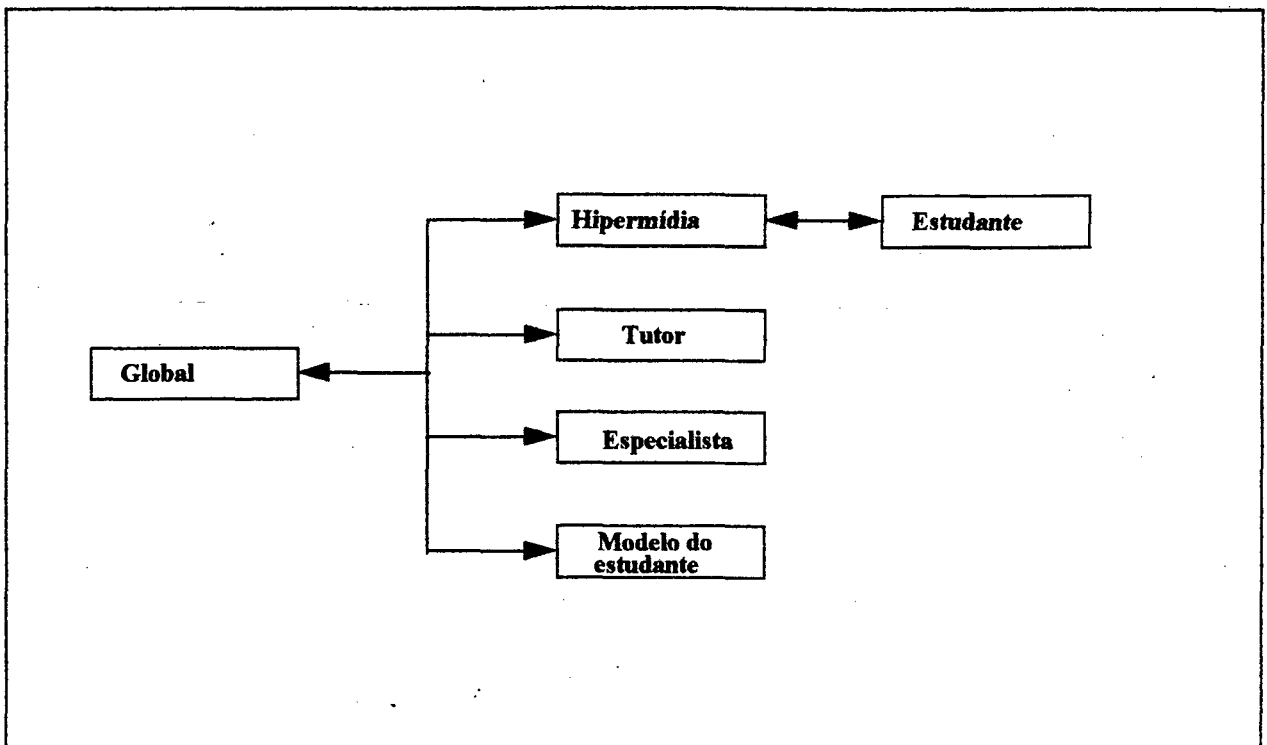 Hipermídia
Estudante
Tutor
Global
Especialista
Modelo do
estudante